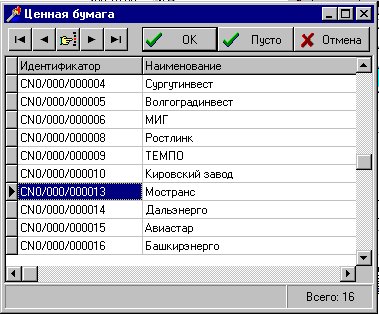 Ценная бумага
OK Пусто Отмена
Идентификатор Наименование
CN0/000/000004 Сургутинвест
CN0/000/000005 Волгоградинвест
CN0/000/000006 МИГ
CN0/000/000008 Ростлинк
CN0/000/000009 ТЕМПО
CN0/000/000010 Кировский завод
CN0/000/000013 Мостранс
CN0/000/000014 Дальэнерго
CN0/000/000015 Авиастар
CN0/000/000016 Башкирэнерго
Всего: 16